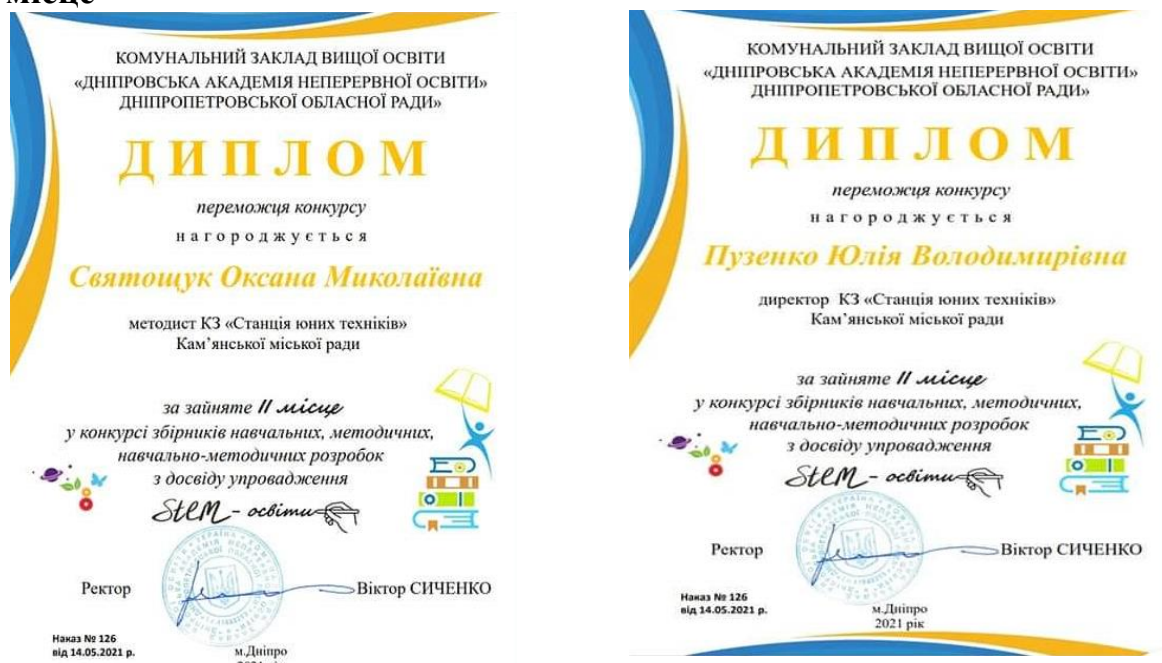 місце
КОМУНАЛЬНИЙ ЗАКЛАД ВИЩОЇ ОСВІТИ
«ДНІПРОВСЬКА АКАДЕМІЯ НЕПЕРЕРВНОЇ ОСВІТИ»
ДНІПРОПЕТРОВСЬКОЇ ОБЛАСНОЇ РАДИ»
ДИПЛОМ
переможця конкурсу
нагороджується
Святощук Оксана Миколаївна
методист КЗ «Станція юних техніків»
Кам’янської міської ради
за зайняте II місце
у конкурсі збірників навчальних, методичних,
навчально-методичних розробок
з досвіду упровадження
STEM - освіти
Ректор Віктор СИЧЕНКО
Наказ № 126
від 14.05.2021 р.
м.Дніпро
2021 рік
КОМУНАЛЬНИЙ ЗАКЛАД ВИЩОЇ ОСВІТИ
«ДНІПРОВСЬКА АКАДЕМІЯ НЕПЕРЕРВНОЇ ОСВІТИ»
ДНІПРОПЕТРОВСЬКОЇ ОБЛАСНОЇ РАДИ»
ДИПЛОМ
переможця конкурсу
нагороджується
Пузенко Юлія Володимирівна
директор КЗ «Станція юних техніків»
Кам’янської міської ради
за зайняте II місце
у конкурсі збірників навчальних, методичних,
навчально-методичних розробок
з досвіду упровадження
STEM - освіти
Ректор Віктор СИЧЕНКО
Наказ № 126
від 14.05.2021 р.
м.Дніпро
2021 рік